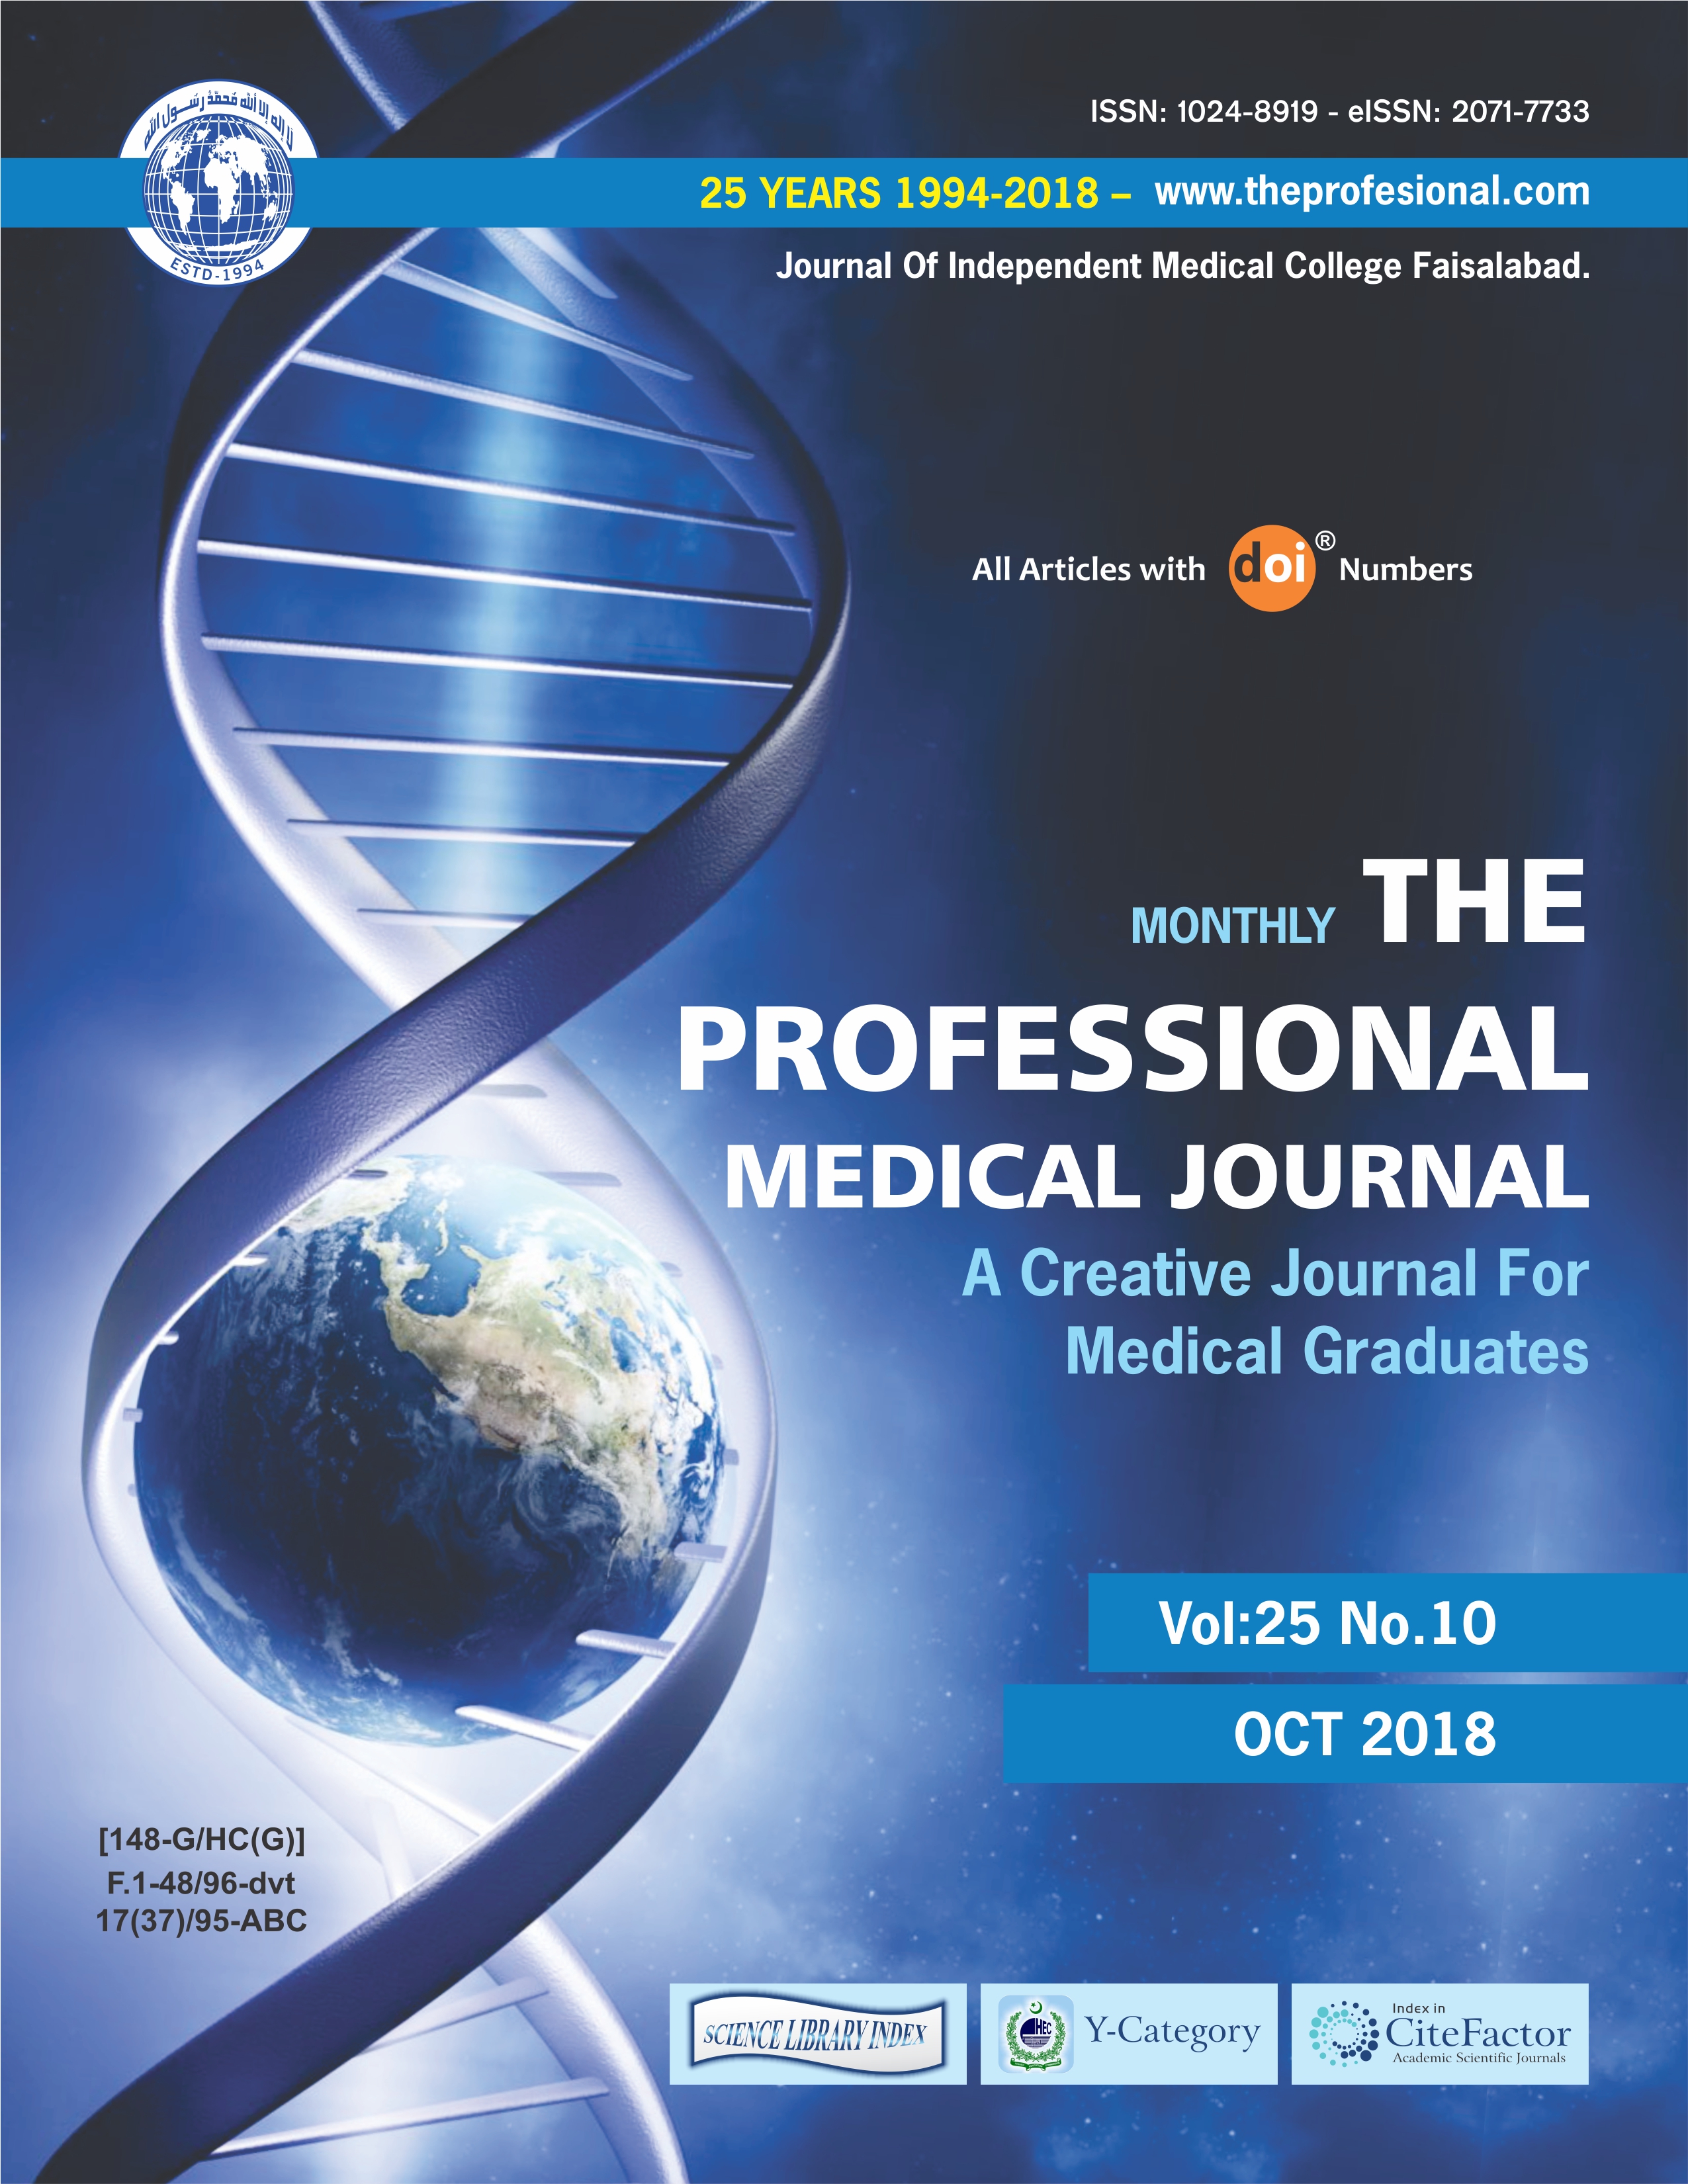 لا إله إلا الله محمد رسول الله
ESTD-1994
ISSN: 1024-8919 - eISSN: 2071-7733
25 YEARS 1994-2018 – www.theprofesional.com
Journal Of Independent Medical College Faisalabad.
All Articles with doi® Numbers
MONTHLY THE
PROFESSIONAL
MEDICAL JOURNAL
A Creative Journal For
Medical Graduates
Vol:25 No.10
OCT 2018
[148-G/HC(G)]
F.1-48/96-dvt
17(37)/95-ABC
SCIENCE LIBRARY INDEX
HEC
Y-Category
Index in
CiteFactor
Academic Scientific Journals